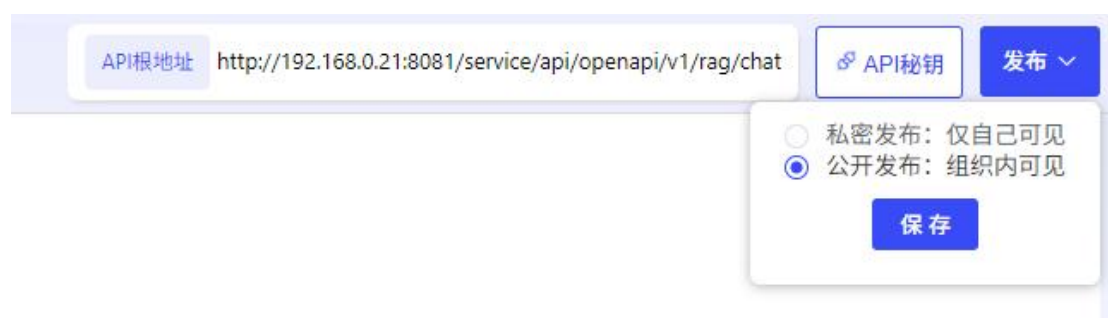 API根地址 http://192.168.0.21:8081/service/api/openapi/v1/rag/chat API秘钥 发布
私密发布：仅自己可见
公开发布：组织内可见
保存